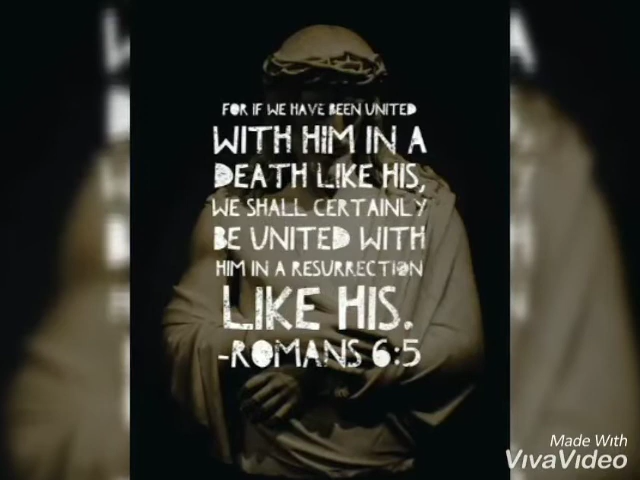 FOR IF WE HAVE BEEN UNITED
WITH HIM IN A
DEATH LIKE HIS,
WE SHALL CERTAINLY
BE UNITED WITH
HIM IN A RESURRECTION
LIKE HIS.
-ROMANS 6:5
Made With
VivaVideo